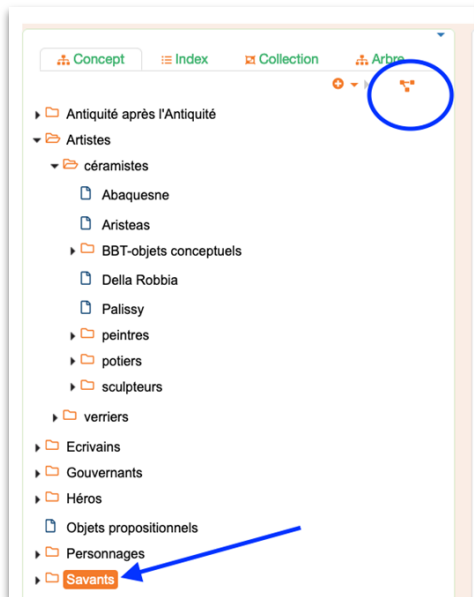 Concept Index Collection Arbre
Antiquité après l'Antiquité
Artistes
céramistes
Abaquesne
Aristeas
BBT-objets conceptuels
Della Robbia
Palissy
peintres
potiers
sculpteurs
verriers
Ecrivains
Gouvernants
Héros
Objets propositionnels
Personnages
Savants